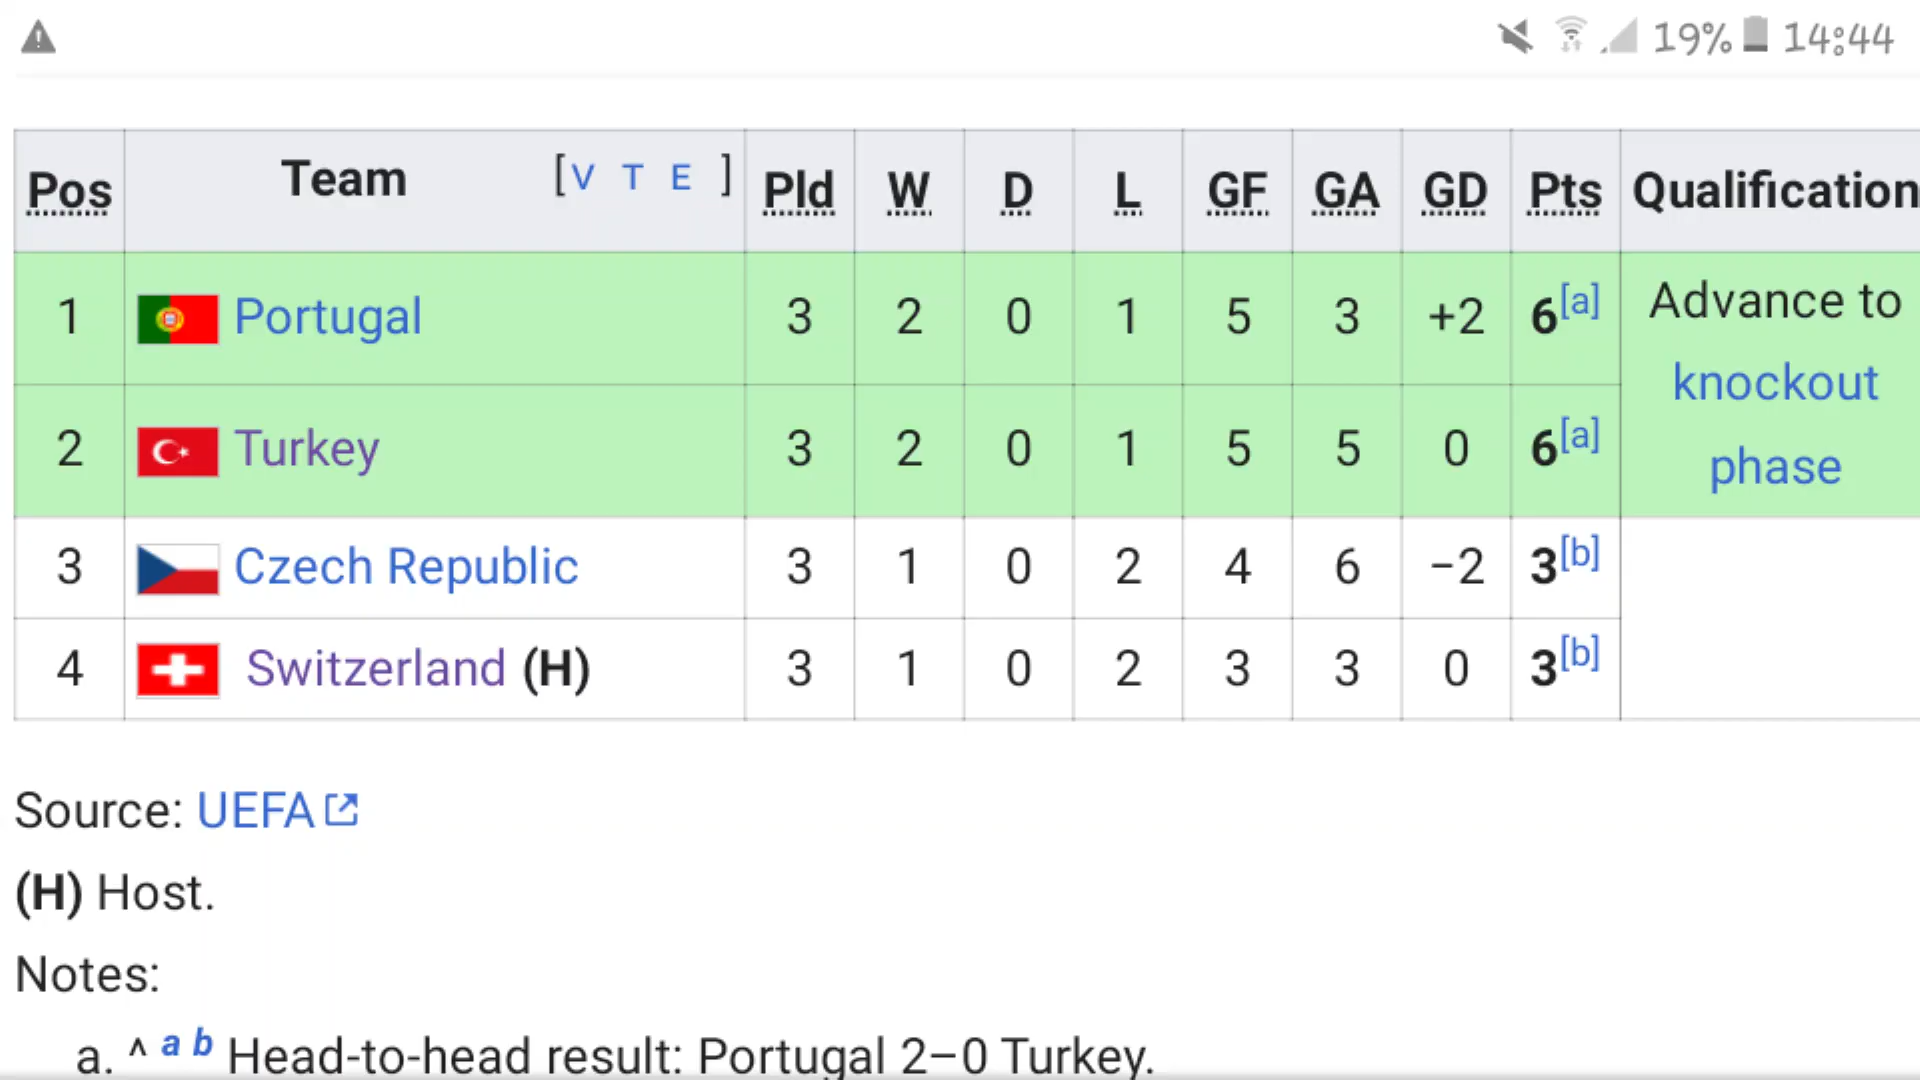 19% 14:44
Pos Team [V T E] Pld W D L GF GA GD Pts Qualification
1 Portugal 3 2 0 1 5 3 +2 6[a] Advance to
knockout
2 Turkey 3 2 0 1 5 5 0 6[a]
phase
3 Czech Republic 3 1 0 2 4 6 −2 3[b]
4 Switzerland (H) 3 1 0 2 3 3 0 3[b]
Source: UEFA
(H) Host.
Notes:
a. ^ a b Head-to-head result: Portugal 2–0 Turkey.